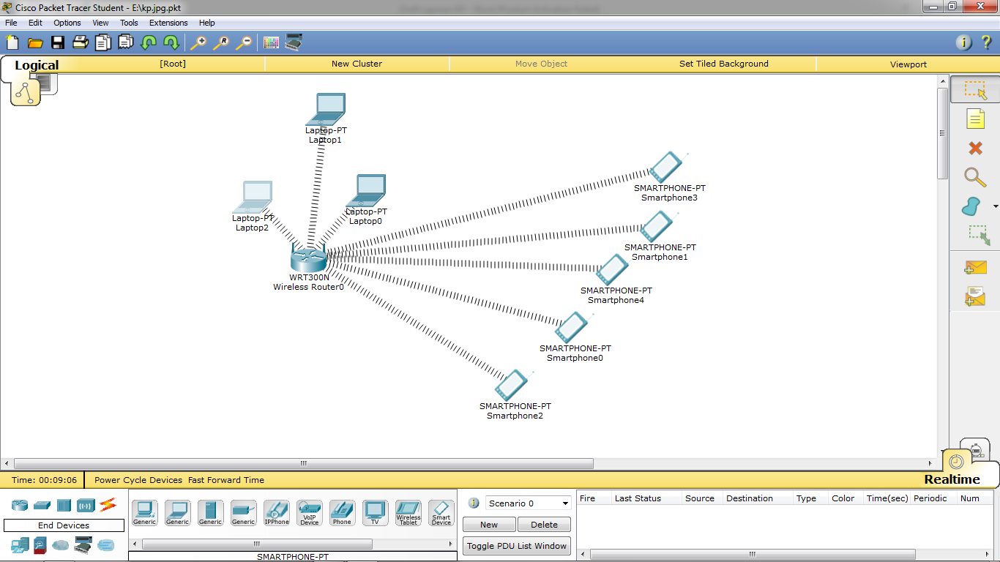 Cisco Packet Tracer Student - E:\kp.jpg.pkt
File Edit Options View Tools Extensions Help
Logical [Root] New Cluster Move Object Set Tiled Background Viewport
Laptop-PT
Laptop1
SMARTPHONE-PT
Smartphone3
Laptop-PT
Laptop0
Laptop-PT
Laptop2
SMARTPHONE-PT
Smartphone1
WRT300N
Wireless Router0
SMARTPHONE-PT
Smartphone4
SMARTPHONE-PT
Smartphone0
SMARTPHONE-PT
Smartphone2
Realtime
Time: 00:09:06 Power Cycle Devices Fast Forward Time
End Devices
Generic Generic Generic Generic IPPhone VoIP Device Phone TV Wireless Tablet Smart Device
SMARTPHONE-PT
Scenario 0
New Delete
Toggle PDU List Window
Fire Last Status Source Destination Type Color Time(sec) Periodic Num